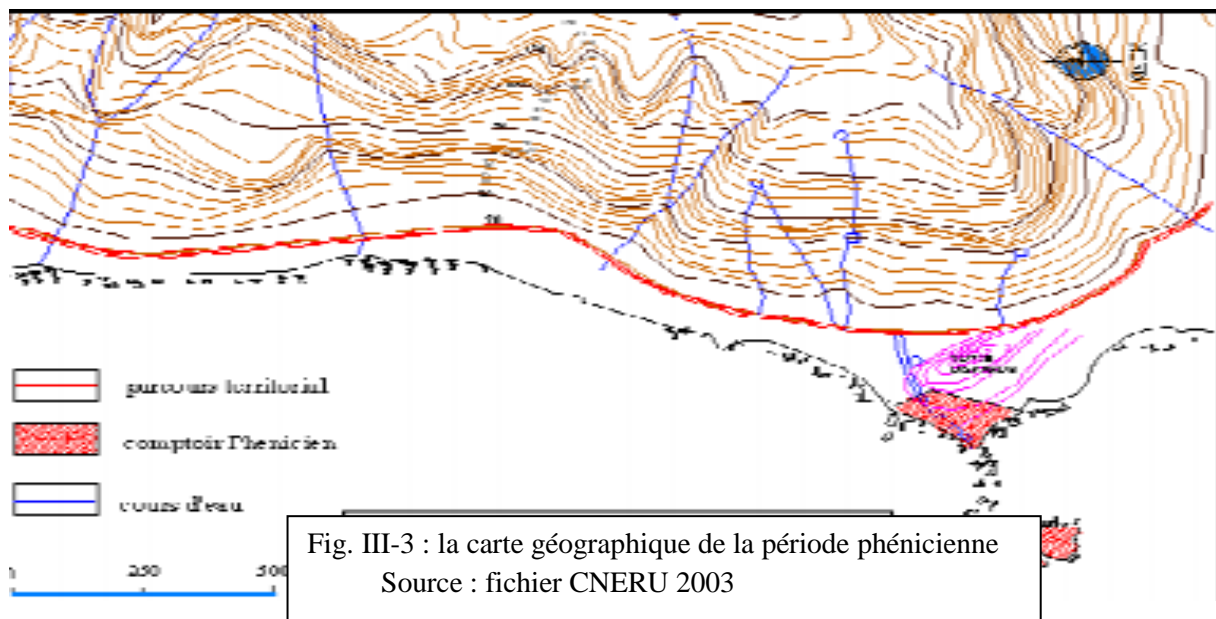 parcours territorial
comptoir Phenicien
cours d'eau
250 500
Fig. III-3 : la carte géographique de la période phénicienne
Source : fichier CNERU 2003